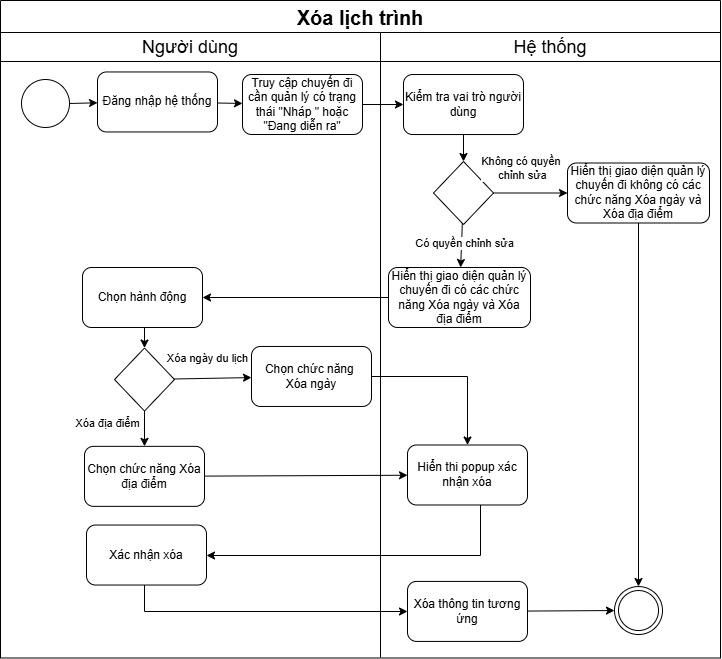 Xóa lịch trình
Người dùng
Hệ thống
Đăng nhập hệ thống
Truy cập chuyến đi
cần quản lý có trạng
thái "Nháp " hoặc
"Đang diễn ra"
Kiểm tra vai trò người
dùng
Không có quyền
chỉnh sửa
Hiển thị giao diện quản lý
chuyến đi không có các
chức năng Xóa ngày và
Xóa địa điểm
Có quyền chỉnh sửa
Hiển thị giao diện quản lý
chuyến đi có các chức
năng Xóa ngày và Xóa
địa điểm
Chọn hành động
Xóa ngày du lịch
Chọn chức năng
Xóa ngày
Xóa địa điểm
Chọn chức năng Xóa
địa điểm
Hiển thi popup xác
nhận xóa
Xác nhận xóa
Xóa thông tin tương
ứng